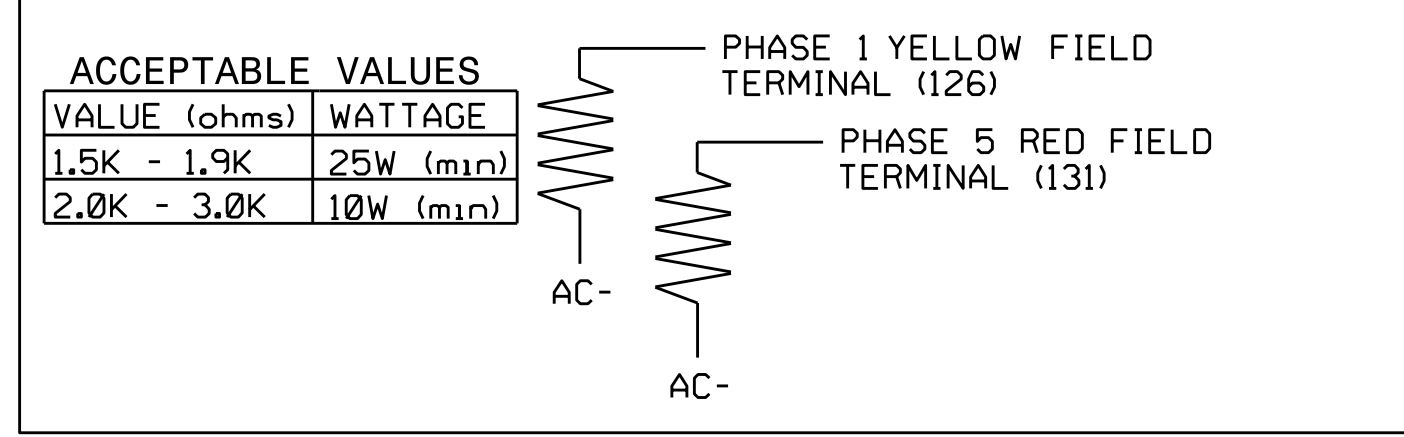 ACCEPTABLE VALUES
VALUE (ohms) WATTAGE
1.5K - 1.9K 25W (min)
2.0K - 3.0K 10W (min)
PHASE 1 YELLOW FIELD
TERMINAL (126)
AC-
PHASE 5 RED FIELD
TERMINAL (131)
AC-